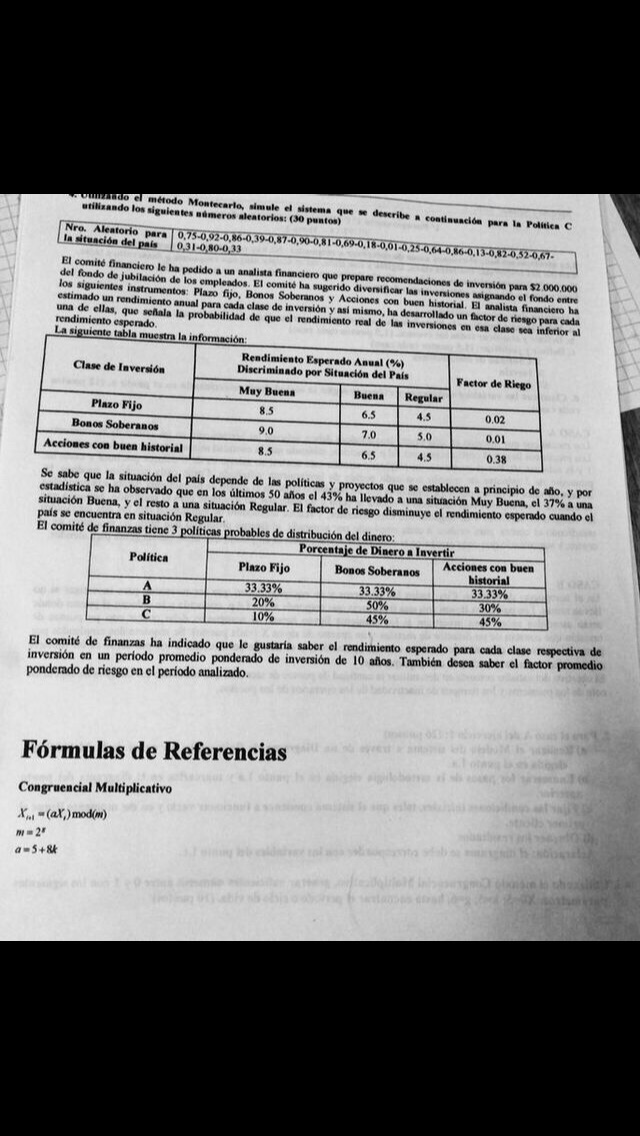 4. Utilizando el método Montecarlo, simule el sistema que se describe a continuación para la Política C
utilizando los siguientes números aleatorios: (30 puntos)
Nro. Aleatorio para la situación del país
0,75-0,92-0,86-0,39-0,87-0,90-0,81-0,69-0,18-0,01-0,25-0,64-0,86-0,13-0,82-0,52-0,67-
0,31-0,80-0,33
El comité financiero le ha pedido a un analista financiero que prepare recomendaciones de inversión para $2.000.000
del fondo de jubilación de los empleados. El comité ha sugerido diversificar las inversiones asignando el fondo entre
los siguientes instrumentos: Plazo fijo, Bonos Soberanos y Acciones con buen historial. El analista financiero ha
estimado un rendimiento anual para cada clase de inversión y así mismo, ha desarrollado un factor de riesgo para cada
una de ellas, que señala la probabilidad de que el rendimiento real de las inversiones en esa clase sea inferior al
rendimiento esperado.
La siguiente tabla muestra la información:
Clase de Inversión
Rendimiento Esperado Anual (%)
Discriminado por Situación del País
Factor de Riego
Muy Buena Buena Regular
Plazo Fijo 8.5 6.5 4.5 0.02
Bonos Soberanos 9.0 7.0 5.0 0.01
Acciones con buen historial 8.5 6.5 4.5 0.38
Se sabe que la situación del país depende de las políticas y proyectos que se establecen a principio de año, y por
estadística se ha observado que en los últimos 50 años el 43% ha llevado a una situación Muy Buena, el 37% a una
situación Buena, y el resto a una situación Regular. El factor de riesgo disminuye el rendimiento esperado cuando el
país se encuentra en situación Regular.
El comité de finanzas tiene 3 políticas probables de distribución del dinero:
Política
Porcentaje de Dinero a Invertir
Plazo Fijo Bonos Soberanos Acciones con buen historial
A 33.33% 33.33% 33.33%
B 20% 50% 30%
C 10% 45% 45%
El comité de finanzas ha indicado que le gustaría saber el rendimiento esperado para cada clase respectiva de
inversión en un período promedio ponderado de inversión de 10 años. También desea saber el factor promedio
ponderado de riesgo en el período analizado.
Fórmulas de Referencias
Congruencial Multiplicativo
Xᵢ₊₁ = (aXᵢ) mod(m)
m = 2ᵍ
a = 5 + 8k